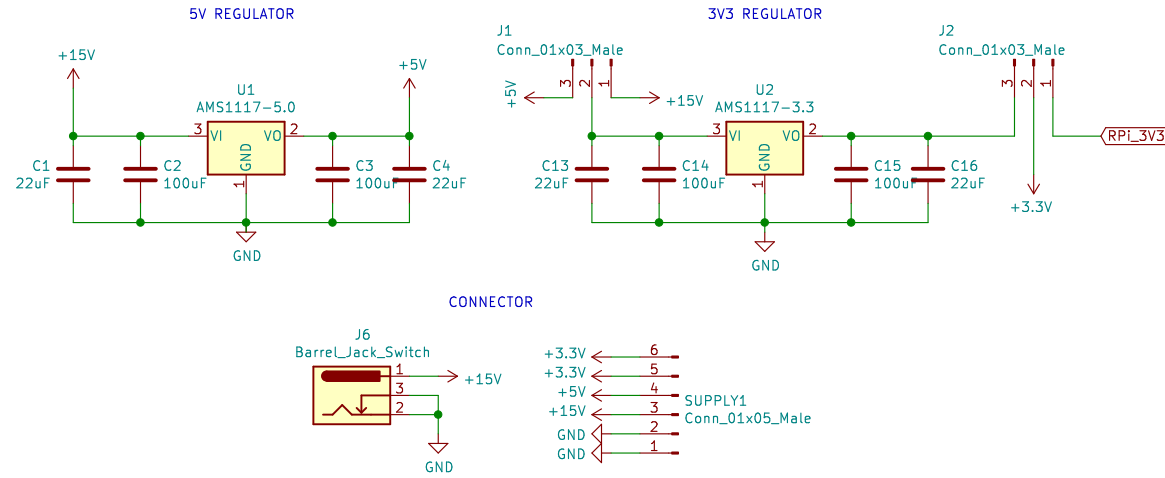 5V REGULATOR
3V3 REGULATOR
J1
Conn_01x03_Male
J2
Conn_01x03_Male
+15V
+5V
U1
AMS1117-5.0
3
VI
VO
2
GND
1
C1
22uF
C2
100uF
C3
100uF
C4
22uF
GND
3
2
1
+5V
+15V
U2
AMS1117-3.3
3
VI
VO
2
GND
1
C13
22uF
C14
100uF
C15
100uF
C16
22uF
GND
3
2
1
RPi_3V3
+3.3V
CONNECTOR
J6
Barrel_Jack_Switch
1
3
2
+15V
GND
+3.3V
6
+3.3V
5
+5V
4
+15V
3
GND
2
GND
1
SUPPLY1
Conn_01x05_Male